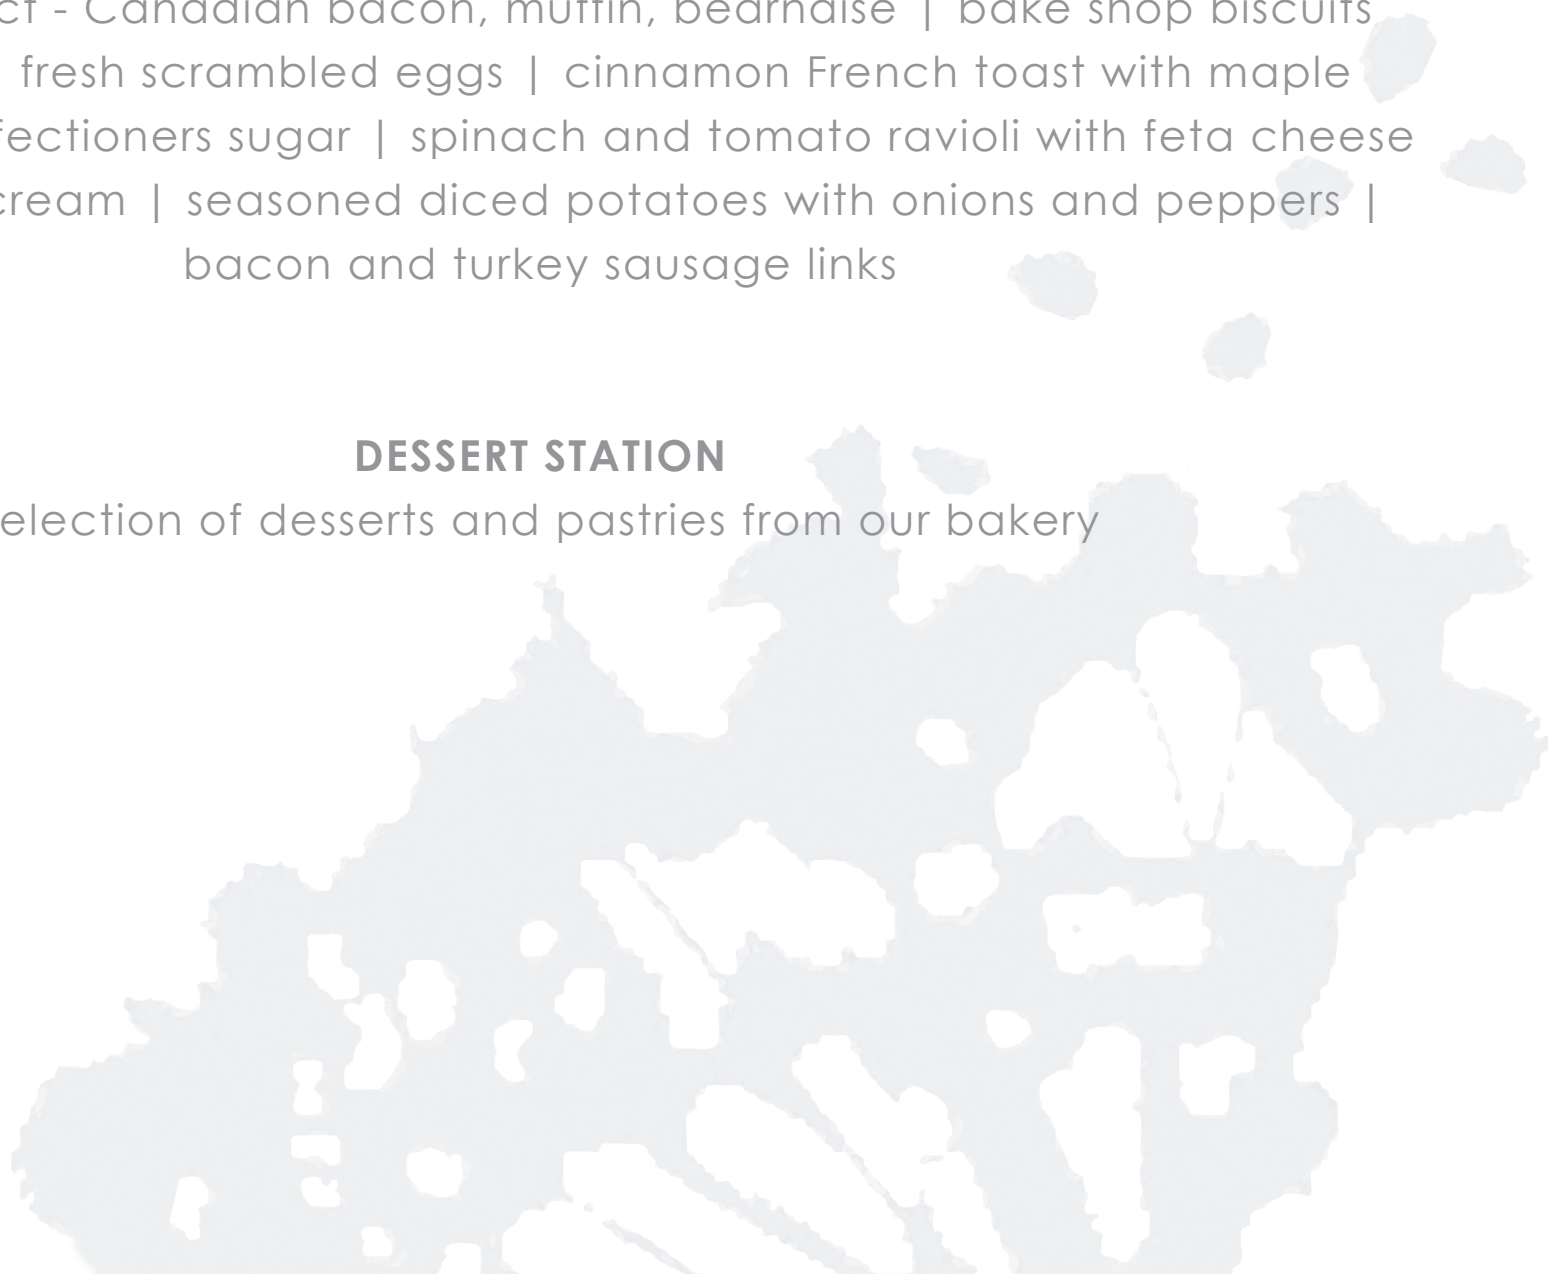 ct - Canadian bacon, muffin, bearnaise | bake shop biscuits
fresh scrambled eggs | cinnamon French toast with maple
fectioners sugar | spinach and tomato ravioli with feta cheese
cream | seasoned diced potatoes with onions and peppers |
bacon and turkey sausage links
DESSERT STATION
election of desserts and pastries from our bakery